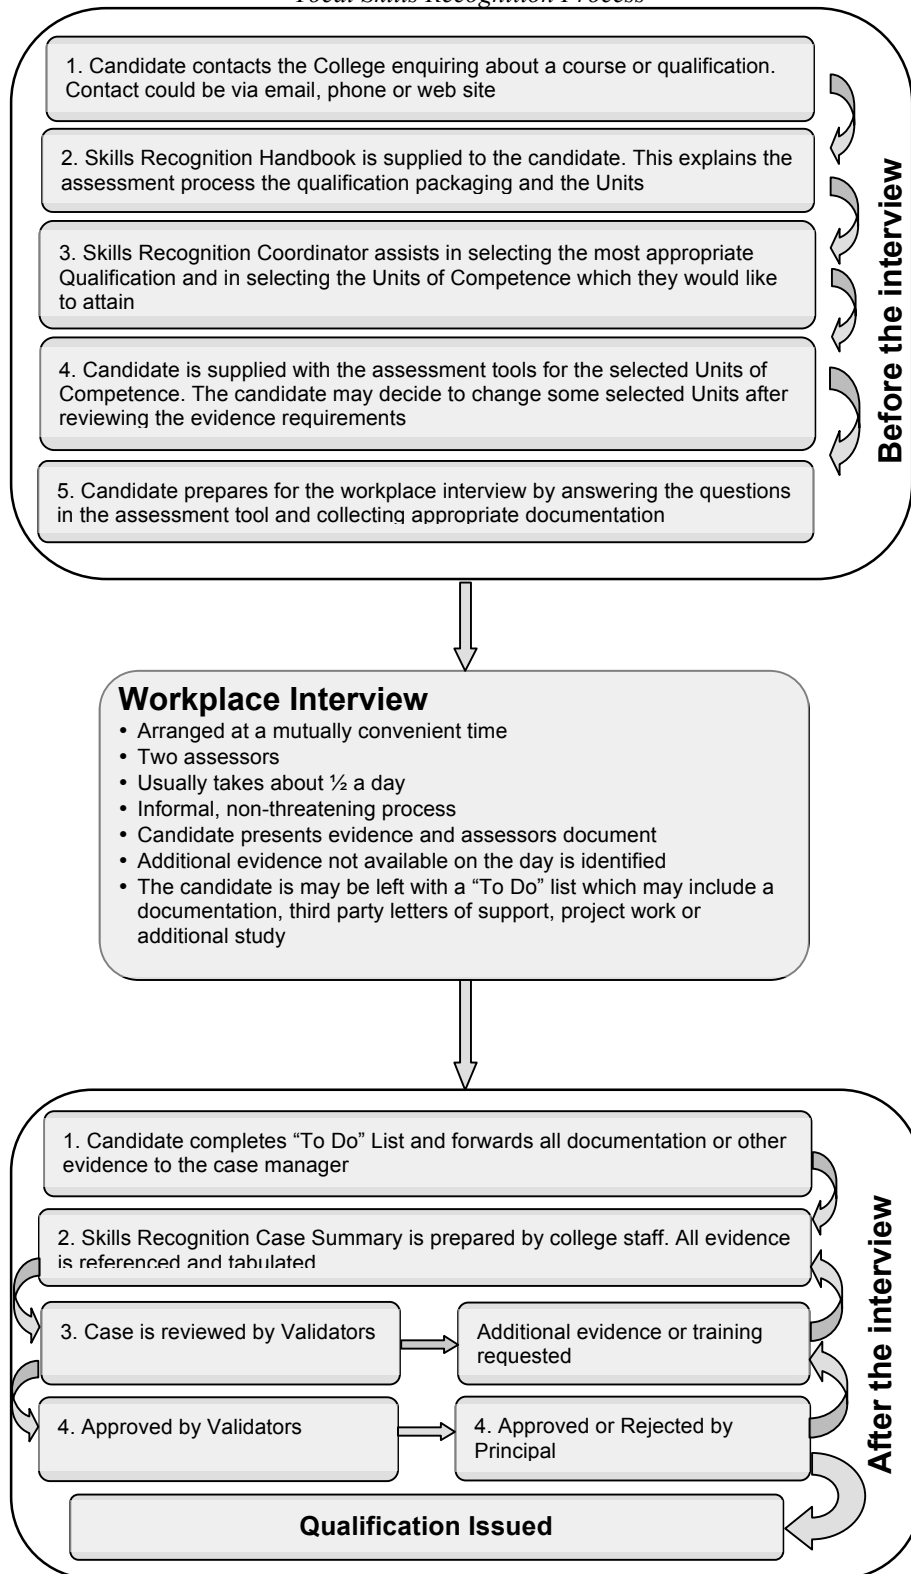 Tocal Skills Recognition Process
1. Candidate contacts the College enquiring about a course or qualification.
Contact could be via email, phone or web site
2. Skills Recognition Handbook is supplied to the candidate. This explains the
assessment process the qualification packaging and the Units
3. Skills Recognition Coordinator assists in selecting the most appropriate
Qualification and in selecting the Units of Competence which they would like
to attain
4. Candidate is supplied with the assessment tools for the selected Units of
Competence. The candidate may decide to change some selected Units after
reviewing the evidence requirements
5. Candidate prepares for the workplace interview by answering the questions
in the assessment tool and collecting appropriate documentation
Before the interview
Workplace Interview
• Arranged at a mutually convenient time
• Two assessors
• Usually takes about ½ a day
• Informal, non-threatening process
• Candidate presents evidence and assessors document
• Additional evidence not available on the day is identified
• The candidate is may be left with a “To Do” list which may include a
documentation, third party letters of support, project work or
additional study
1. Candidate completes “To Do” List and forwards all documentation or other
evidence to the case manager
2. Skills Recognition Case Summary is prepared by college staff. All evidence
is referenced and tabulated
3. Case is reviewed by Validators
Additional evidence or training
requested
4. Approved by Validators
4. Approved or Rejected by
Principal
Qualification Issued
After the interview